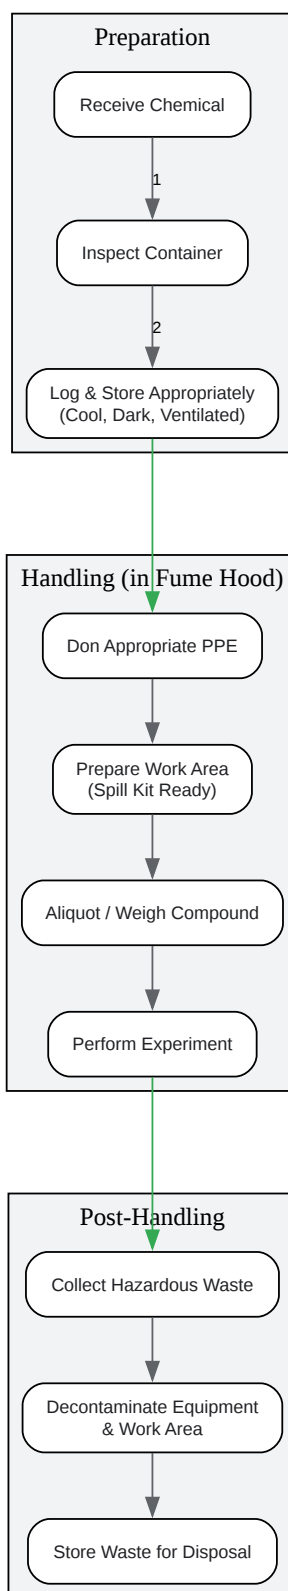 Preparation
Receive Chemical
1
Inspect Container
2
Log & Store Appropriately
(Cool, Dark, Ventilated)
Handling (in Fume Hood)
Don Appropriate PPE
Prepare Work Area
(Spill Kit Ready)
Aliquot / Weigh Compound
Perform Experiment
Post-Handling
Collect Hazardous Waste
Decontaminate Equipment
& Work Area
Store Waste for Disposal